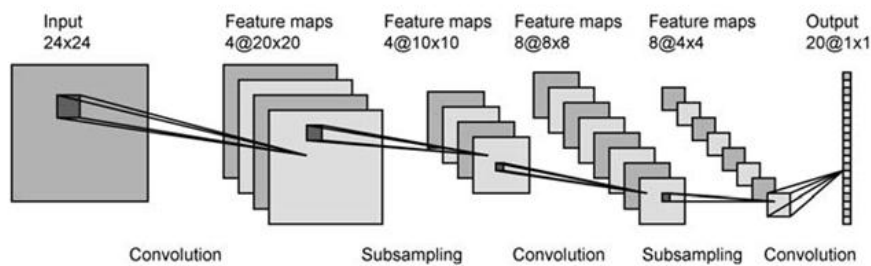 Input
24x24
Feature maps
4@20x20
Feature maps
4@10x10
Feature maps
8@8x8
Feature maps
8@4x4
Output
20@1x1
Convolution
Subsampling
Convolution
Subsampling
Convolution